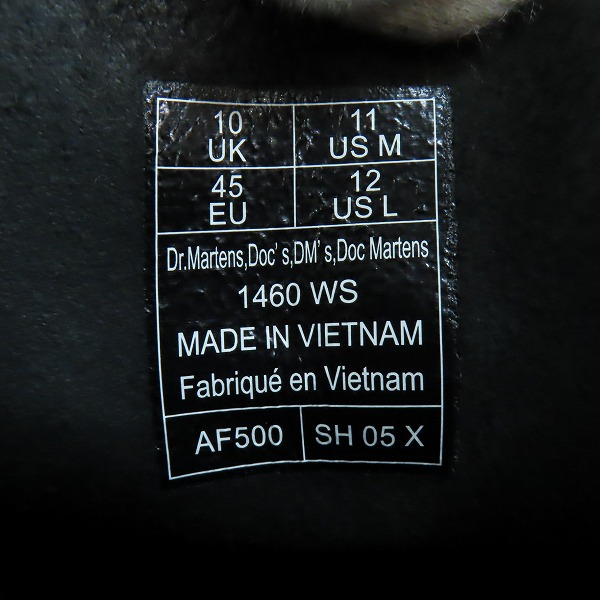 10 UK
11 US M
45 EU
12 US L
Dr.Martens,Doc's,DM's,Doc Martens
1460 WS
MADE IN VIETNAM
Fabriqué en Vietnam
AF500
SH 05 X